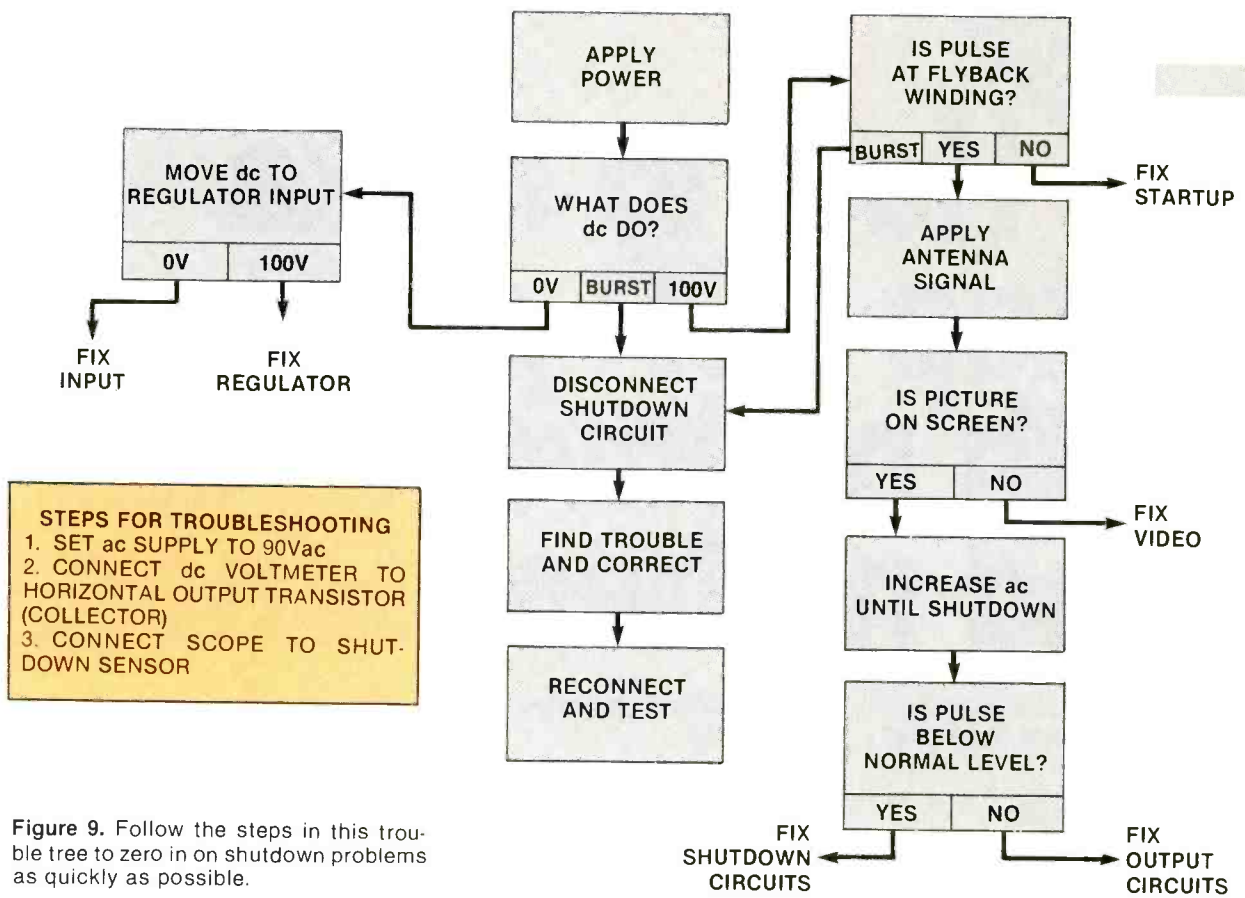 APPLY
POWER
WHAT DOES
dc DO?
0V
BURST
100V
MOVE dc TO
REGULATOR INPUT
0V
100V
FIX
INPUT
FIX
REGULATOR
DISCONNECT
SHUTDOWN
CIRCUIT
FIND TROUBLE
AND CORRECT
RECONNECT
AND TEST
IS PULSE
AT FLYBACK
WINDING?
BURST
YES
NO
FIX
STARTUP
APPLY
ANTENNA
SIGNAL
IS PICTURE
ON SCREEN?
YES
NO
FIX
VIDEO
INCREASE ac
UNTIL SHUTDOWN
IS PULSE
BELOW
NORMAL LEVEL?
YES
NO
FIX
SHUTDOWN
CIRCUITS
FIX
OUTPUT
CIRCUITS
STEPS FOR TROUBLESHOOTING
1. SET ac SUPPLY TO 90Vac
2. CONNECT dc VOLTMETER TO
HORIZONTAL OUTPUT TRANSISTOR
(COLLECTOR)
3. CONNECT SCOPE TO SHUT-
DOWN SENSOR
Figure 9. Follow the steps in this trou-
ble tree to zero in on shutdown problems
as quickly as possible.